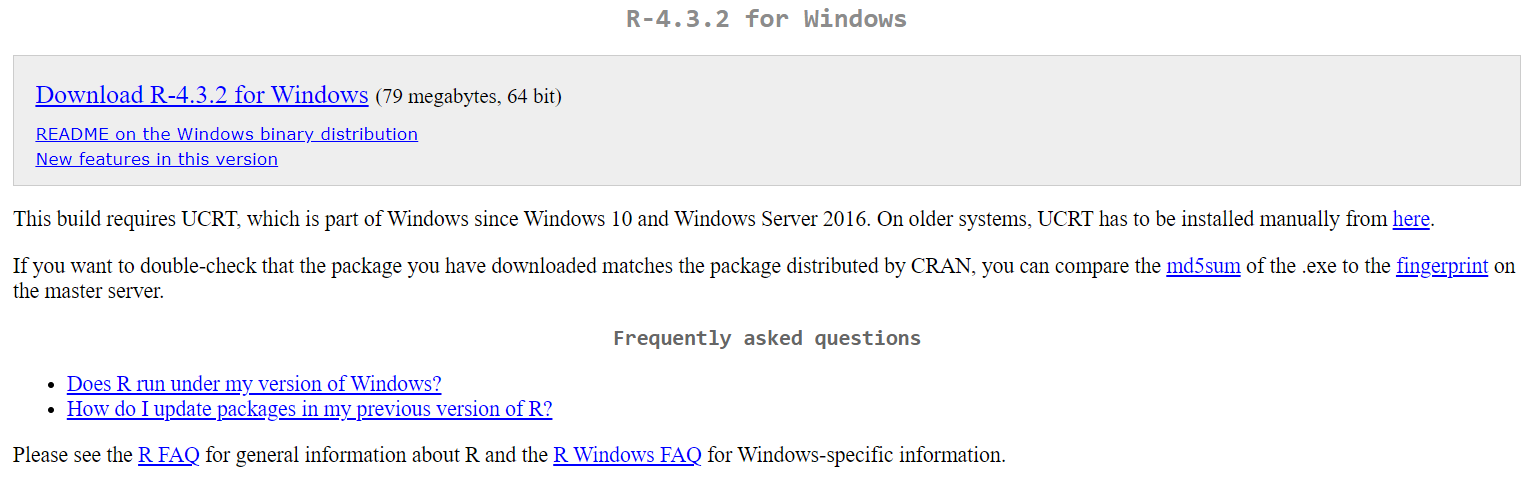 R-4.3.2 for Windows
Download R-4.3.2 for Windows (79 megabytes, 64 bit)
README on the Windows binary distribution
New features in this version
This build requires UCRT, which is part of Windows since Windows 10 and Windows Server 2016. On older systems, UCRT has to be installed manually from here.
If you want to double-check that the package you have downloaded matches the package distributed by CRAN, you can compare the md5sum of the .exe to the fingerprint on
the master server.
Frequently asked questions
• Does R run under my version of Windows?
• How do I update packages in my previous version of R?
Please see the R FAQ for general information about R and the R Windows FAQ for Windows-specific information.